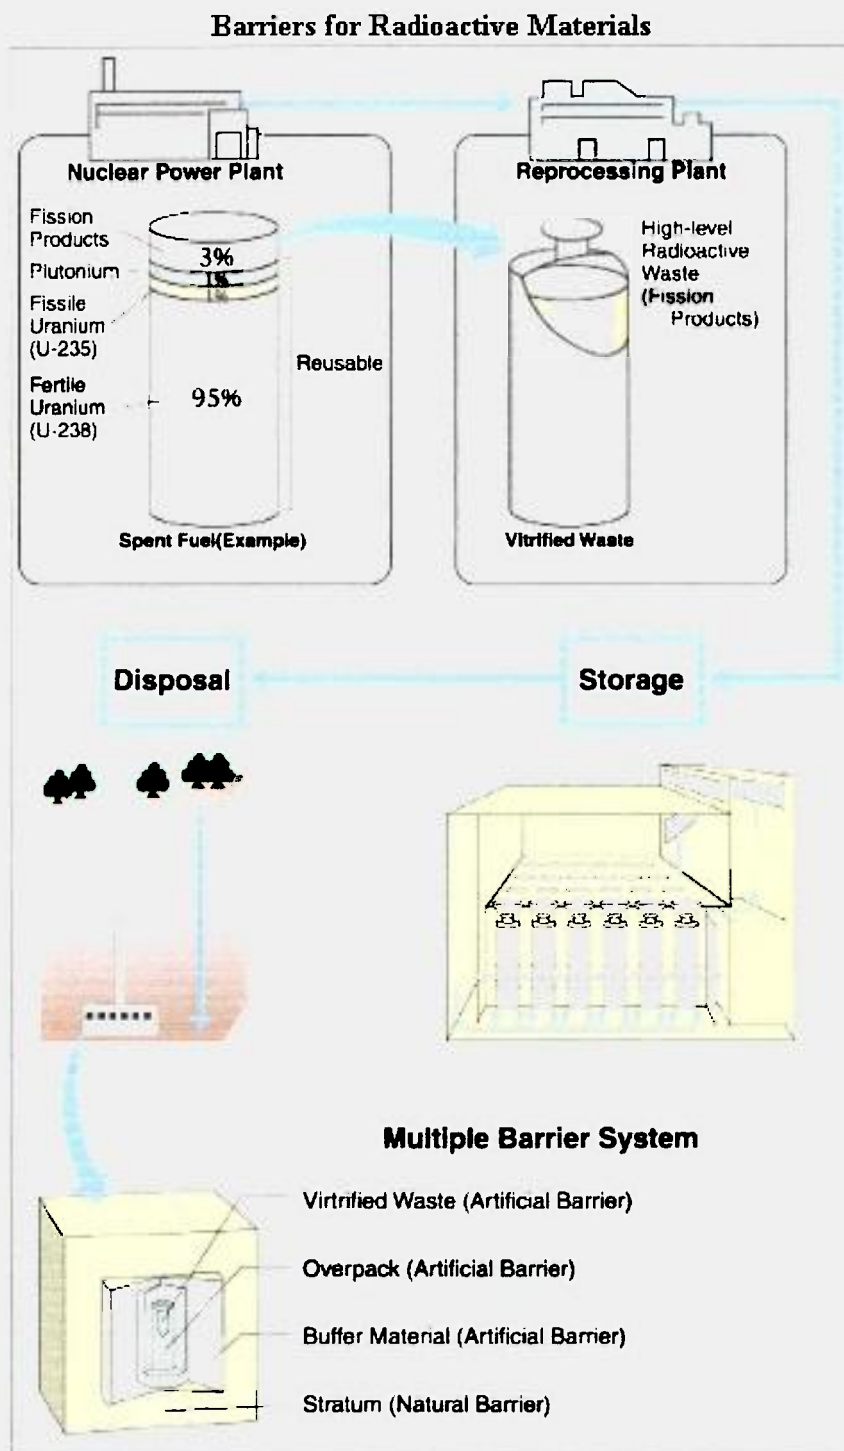 Barriers for Radioactive Materials
Nuclear Power Plant
Fission
Products
Plutonium
Fissile
Uranium
(U-235)
Fertile
Uranium
(U-238)
3%
1%
1%
95%
Reusable
Spent Fuel(Example)
Reprocessing Plant
High-level
Radioactive
Waste
(Fission
Products)
Vitrified Waste
Disposal
Storage
Multiple Barrier System
Virtrified Waste (Artificial Barrier)
Overpack (Artificial Barrier)
Buffer Material (Artificial Barrier)
Stratum (Natural Barrier)